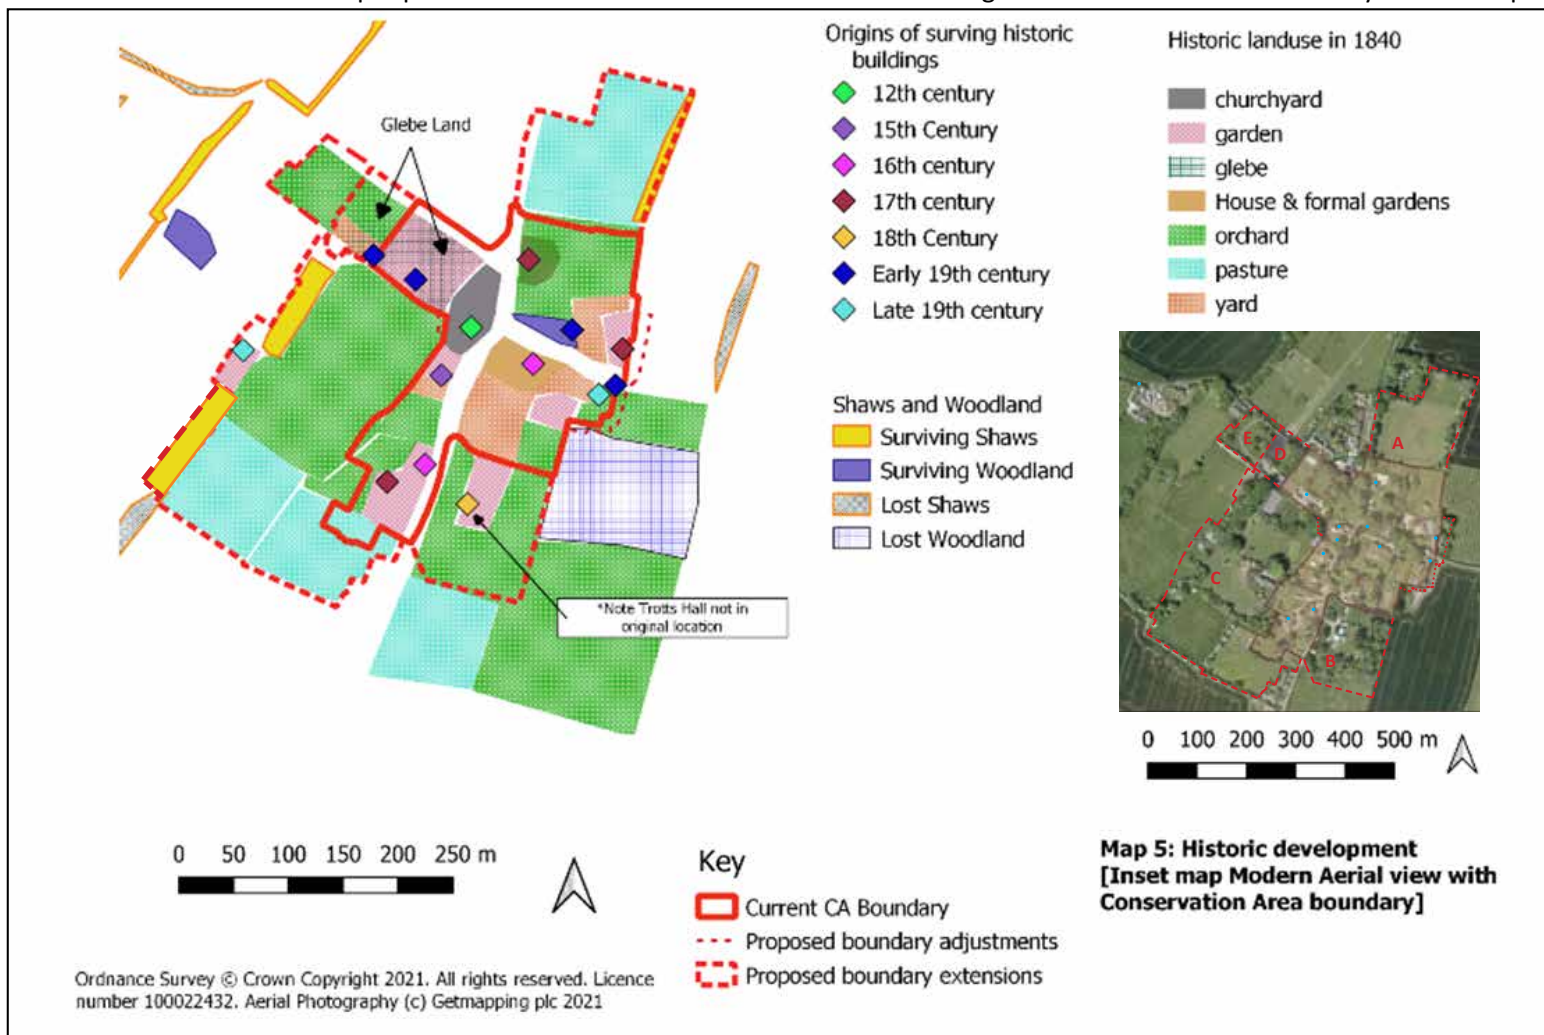 Glebe Land
*Note Trotts Hall not in
original location
Origins of surving historic
buildings
12th century
15th Century
16th century
17th century
18th Century
Early 19th century
Late 19th century
Historic landuse in 1840
churchyard
garden
glebe
House & formal gardens
orchard
pasture
yard
Shaws and Woodland
Surviving Shaws
Surviving Woodland
Lost Shaws
Lost Woodland
A
E
D
C
B
0 100 200 300 400 500 m
0 50 100 150 200 250 m
Key
Current CA Boundary
Proposed boundary adjustments
Proposed boundary extensions
Map 5: Historic development
[Inset map Modern Aerial view with
Conservation Area boundary]
Ordnance Survey © Crown Copyright 2021. All rights reserved. Licence
number 100022432. Aerial Photography (c) Getmapping plc 2021